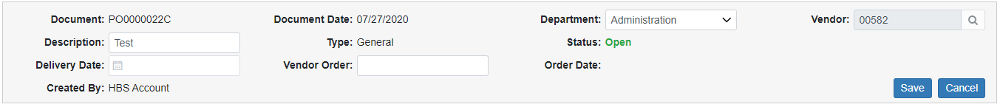 Document: PO0000022C Document Date: 07/27/2020 Department: Administration Vendor: 00582
Description: Test Type: General Status: Open
Delivery Date: Vendor Order: Order Date:
Created By: HBS Account Save Cancel